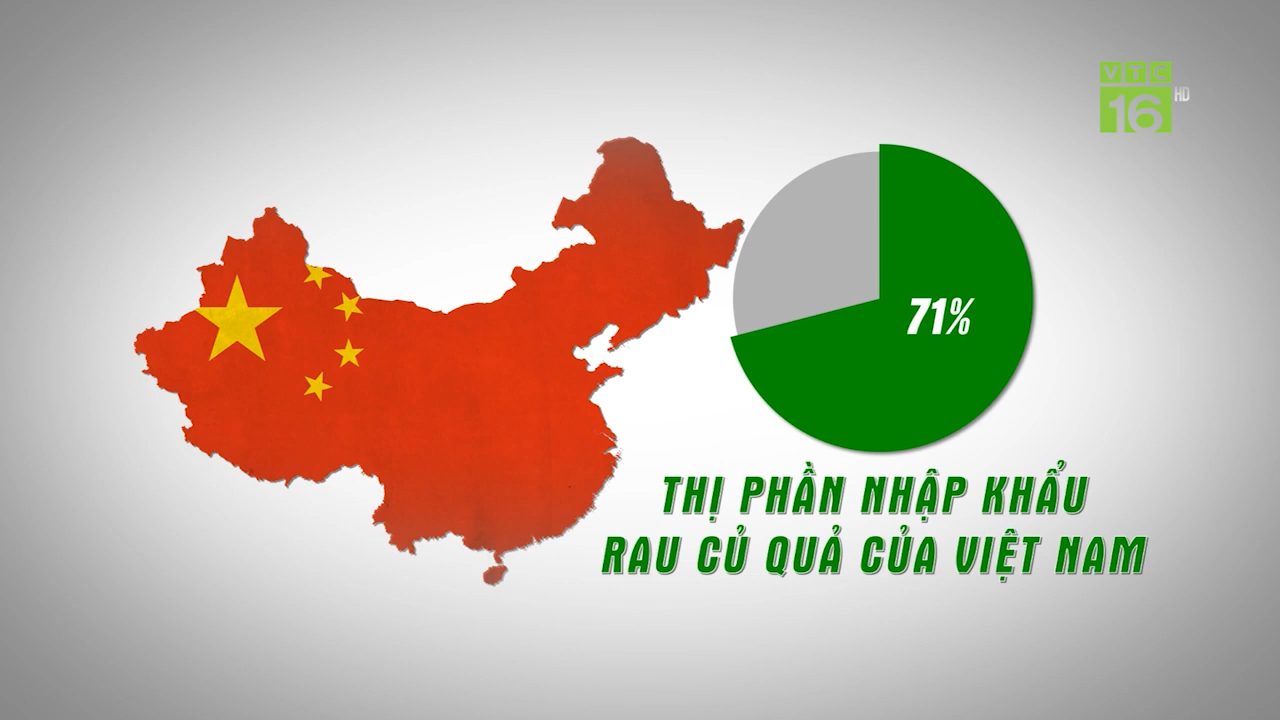 VTC
16 HD
71%
THỊ PHẦN NHẬP KHẨU
RAU CỦ QUẢ CỦA VIỆT NAM